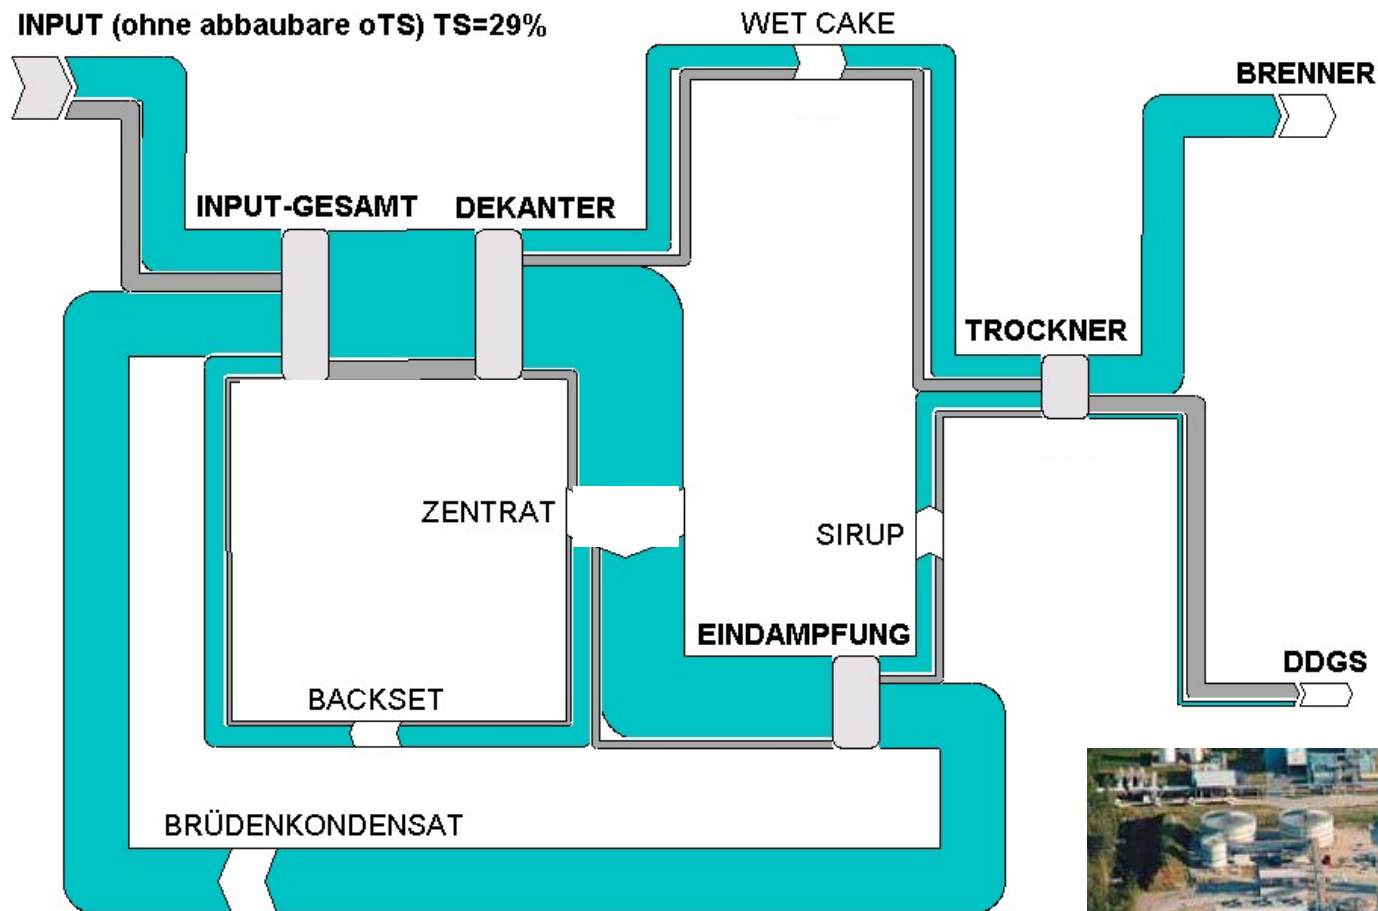 INPUT (ohne abbaubare oTS) TS=29%
WET CAKE
BRENNER
INPUT-GESAMT
DEKANTER
TROCKNER
ZENTRAT
SIRUP
EINDAMPFUNG
DDGS
BACKSET
BRÜDENKONDENSAT